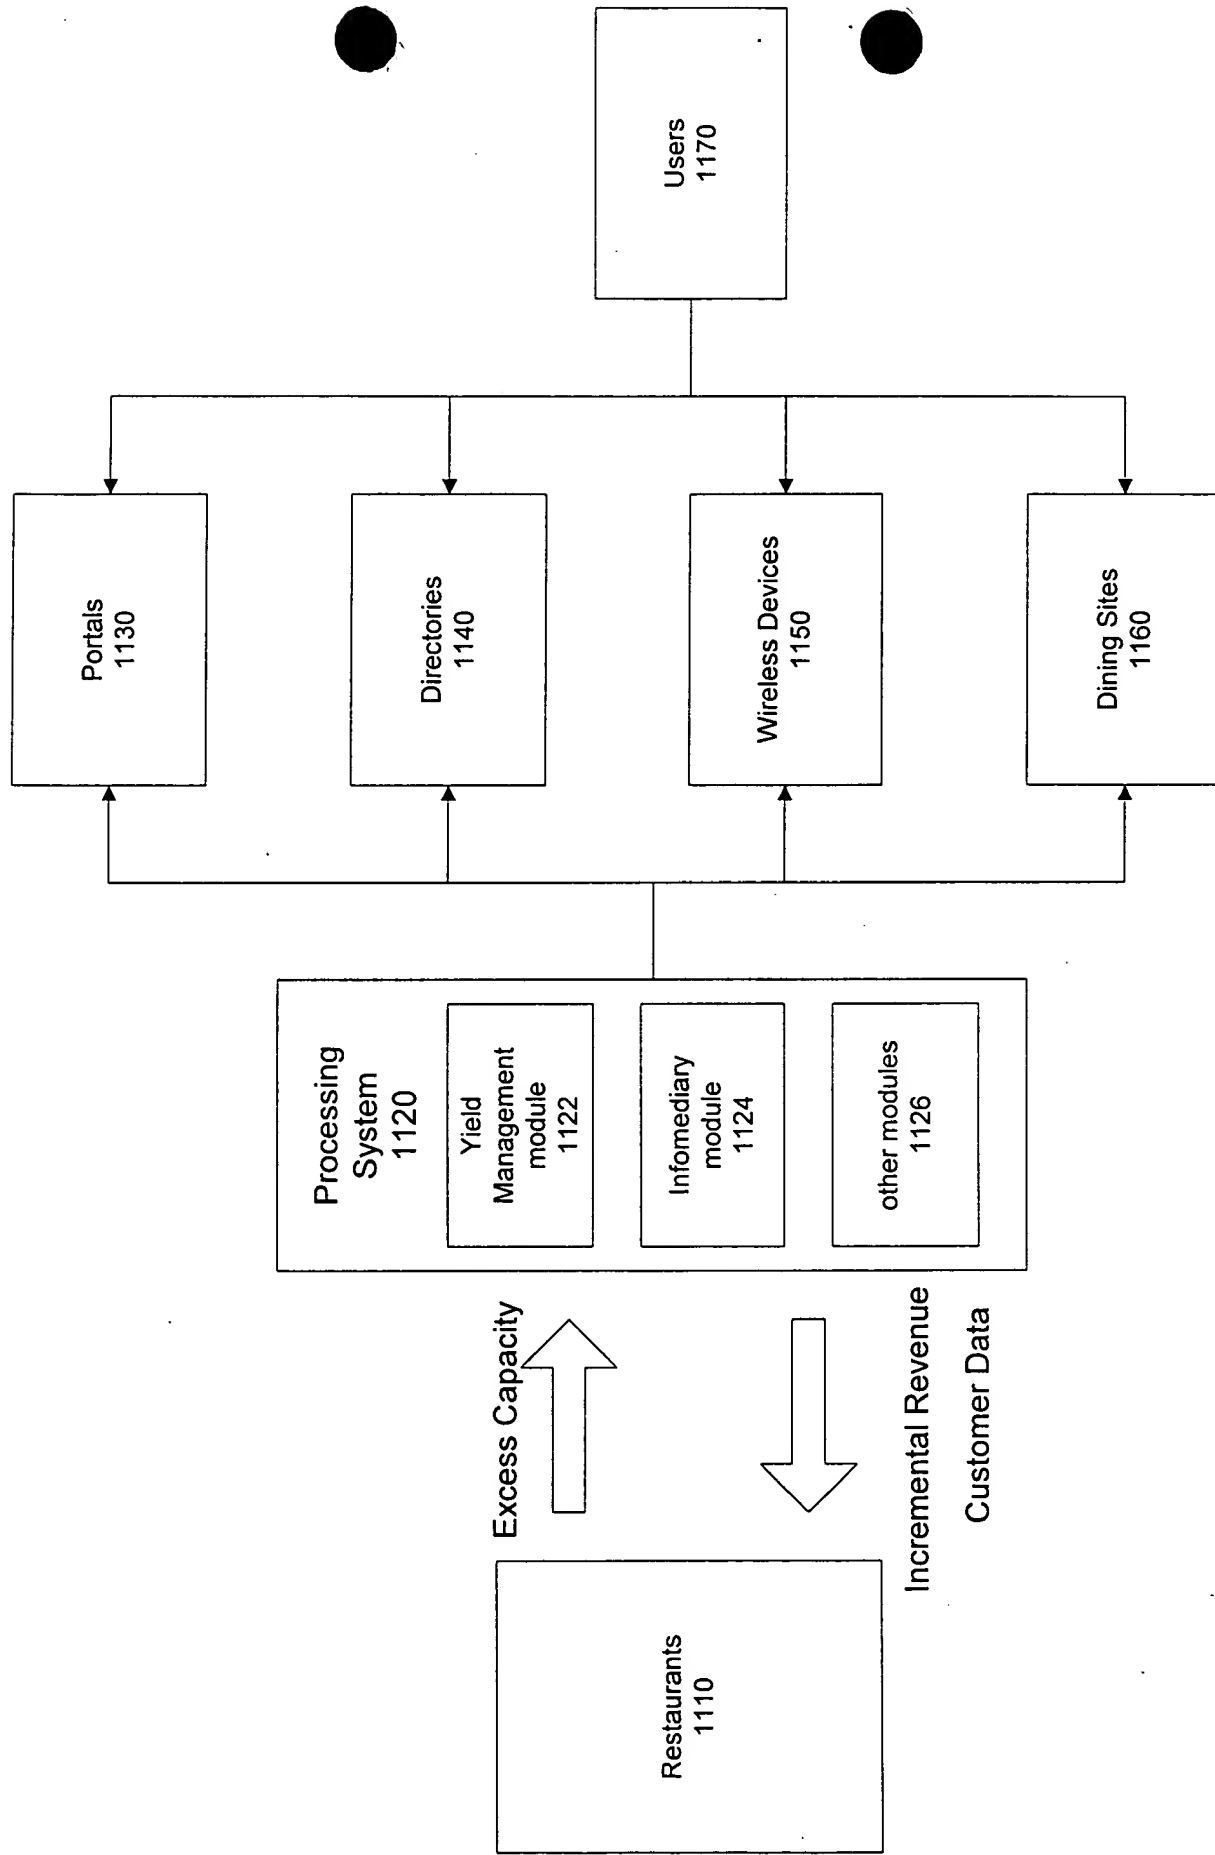 Restaurants
1110
Excess Capacity
Incremental Revenue
Customer Data
Processing
System
1120
Yield
Management
module
1122
Infomediary
module
1124
other modules
1126
Portals
1130
Directories
1140
Wireless Devices
1150
Dining Sites
1160
Users
1170